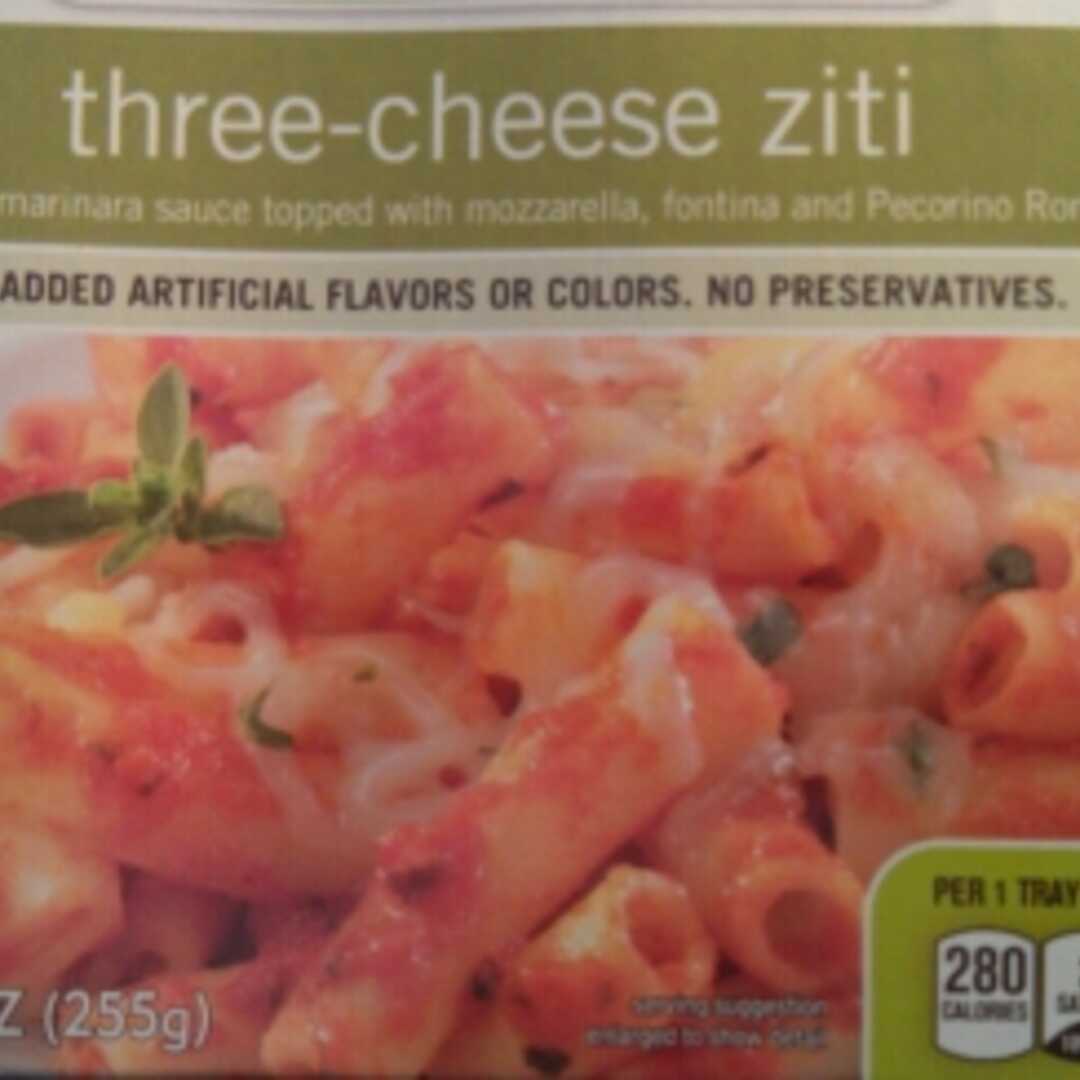 three-cheese ziti
marinara sauce topped with mozzarella, fontina and Pecorino Rom
ADDED ARTIFICIAL FLAVORS OR COLORS. NO PRESERVATIVES.
PER 1 TRAY
280
CALORIES
Z (255g)
serving suggestion
enlarged to show detail